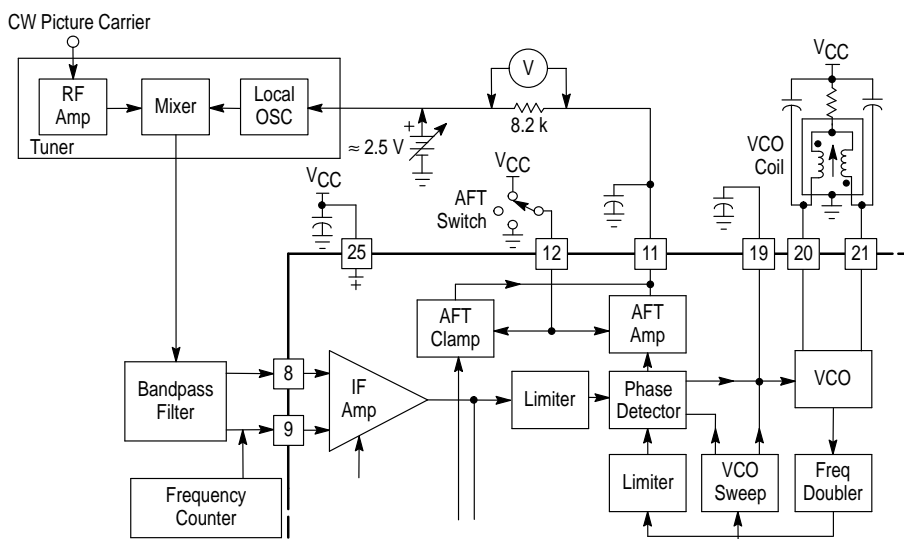 CW Picture Carrier
RF
Amp
Mixer
Local
OSC
Tuner
V
8.2 k
+
≈ 2.5 V
VCC
VCO
Coil
VCC
AFT
Switch
VCC
25
12
11
19
20
21
+
AFT
Clamp
AFT
Amp
Bandpass
Filter
8
9
IF
Amp
Limiter
Phase
Detector
VCO
Frequency
Counter
Limiter
VCO
Sweep
Freq
Doubler